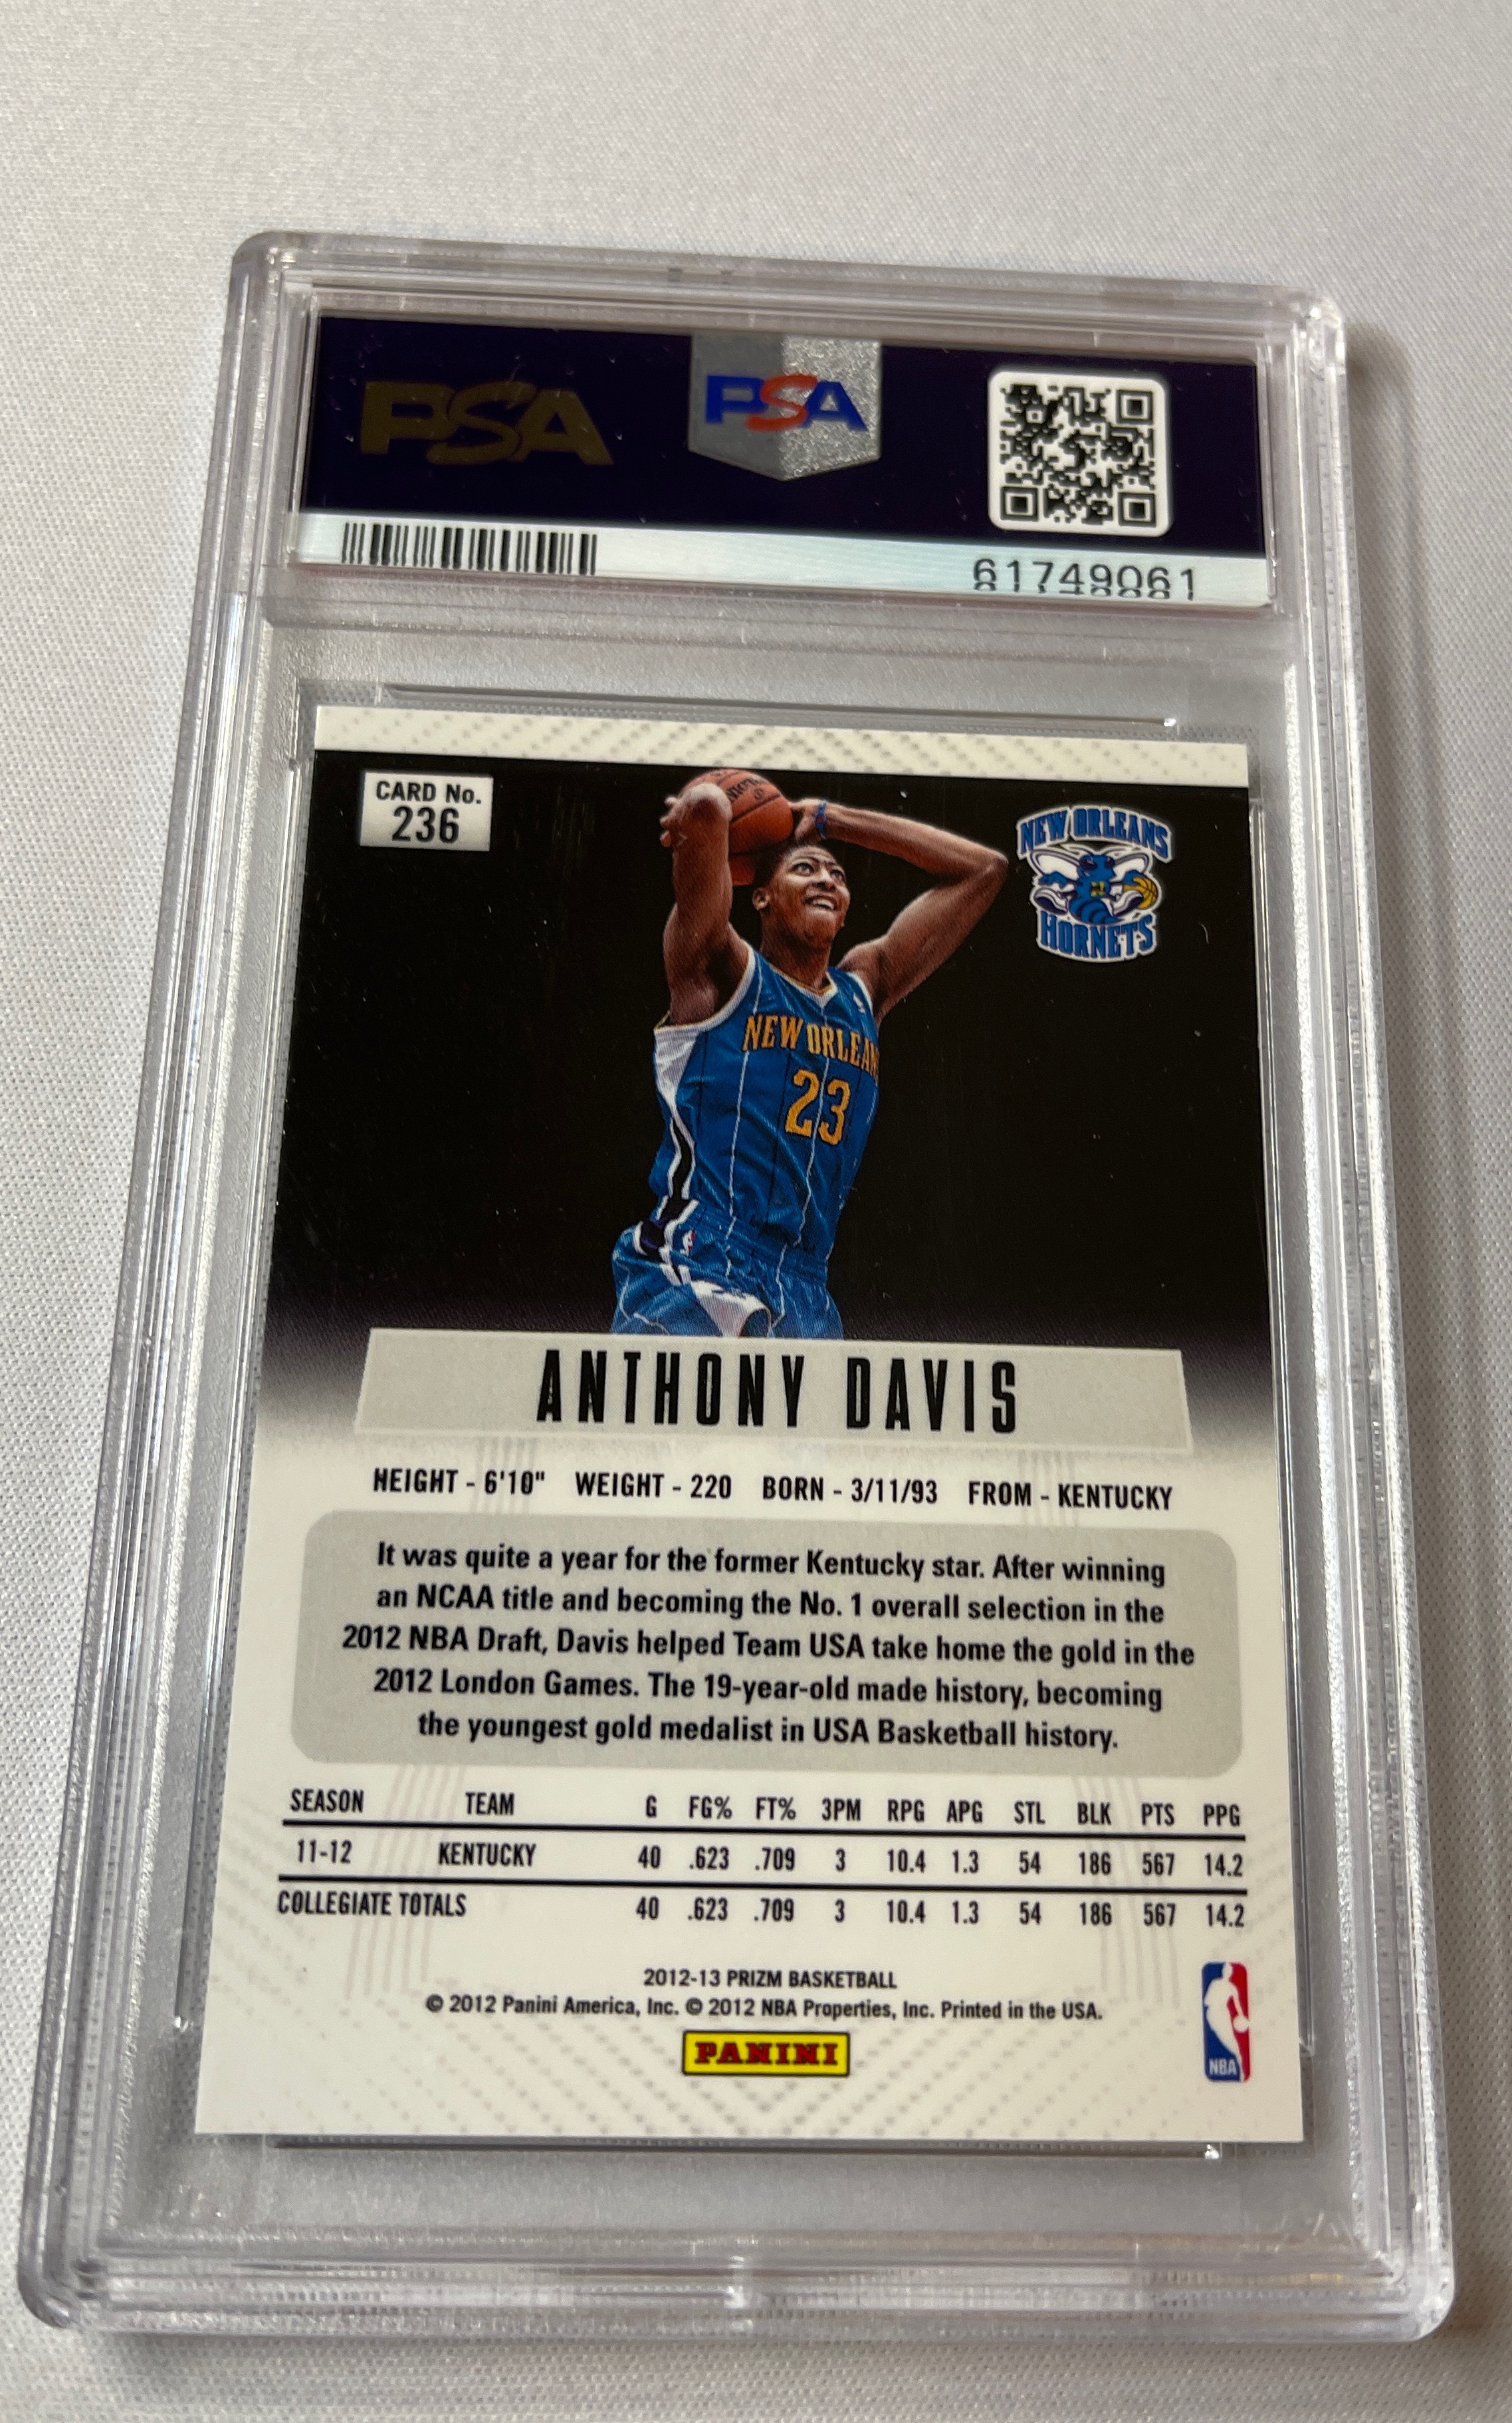 PSA PSA
61749061
CARD No.
236
NEW ORLEANS
HORNETS
NEW ORLEAN
23
ANTHONY DAVIS
HEIGHT - 6'10" WEIGHT - 220 BORN - 3/11/93 FROM - KENTUCKY
It was quite a year for the former Kentucky star. After winning
an NCAA title and becoming the No. 1 overall selection in the
2012 NBA Draft, Davis helped Team USA take home the gold in the
2012 London Games. The 19-year-old made history, becoming
the youngest gold medalist in USA Basketball history.
SEASON TEAM G FG% FT% 3PM RPG APG STL BLK PTS PPG
11-12 KENTUCKY 40 .623 .709 3 10.4 1.3 54 186 567 14.2
COLLEGIATE TOTALS 40 .623 .709 3 10.4 1.3 54 186 567 14.2
2012-13 PRIZM BASKETBALL
© 2012 Panini America, Inc. © 2012 NBA Properties, Inc. Printed in the USA.
PANINI
NBA